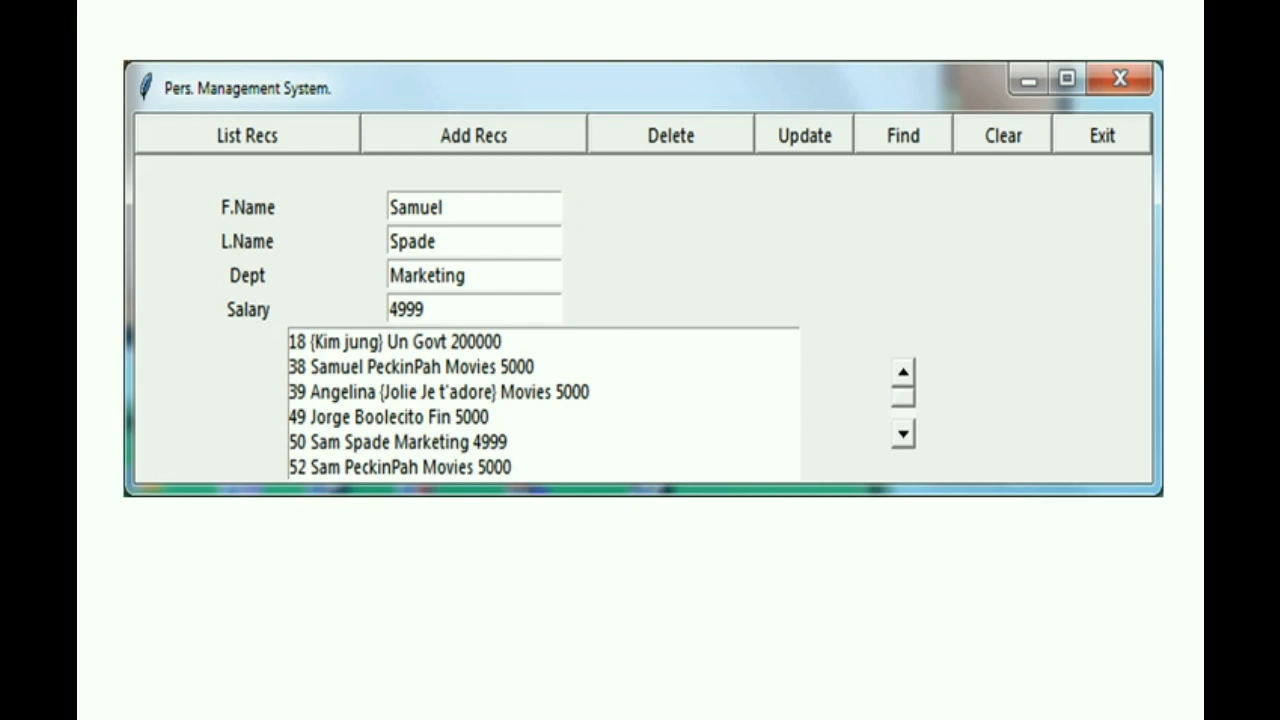 Pers. Management System.
List Recs Add Recs Delete Update Find Clear Exit
F.Name Samuel
L.Name Spade
Dept Marketing
Salary 4999
18 {Kim jung} Un Govt 200000
38 Samuel PeckinPah Movies 5000
39 Angelina {Jolie Je t'adore} Movies 5000
49 Jorge Boolecito Fin 5000
50 Sam Spade Marketing 4999
52 Sam PeckinPah Movies 5000